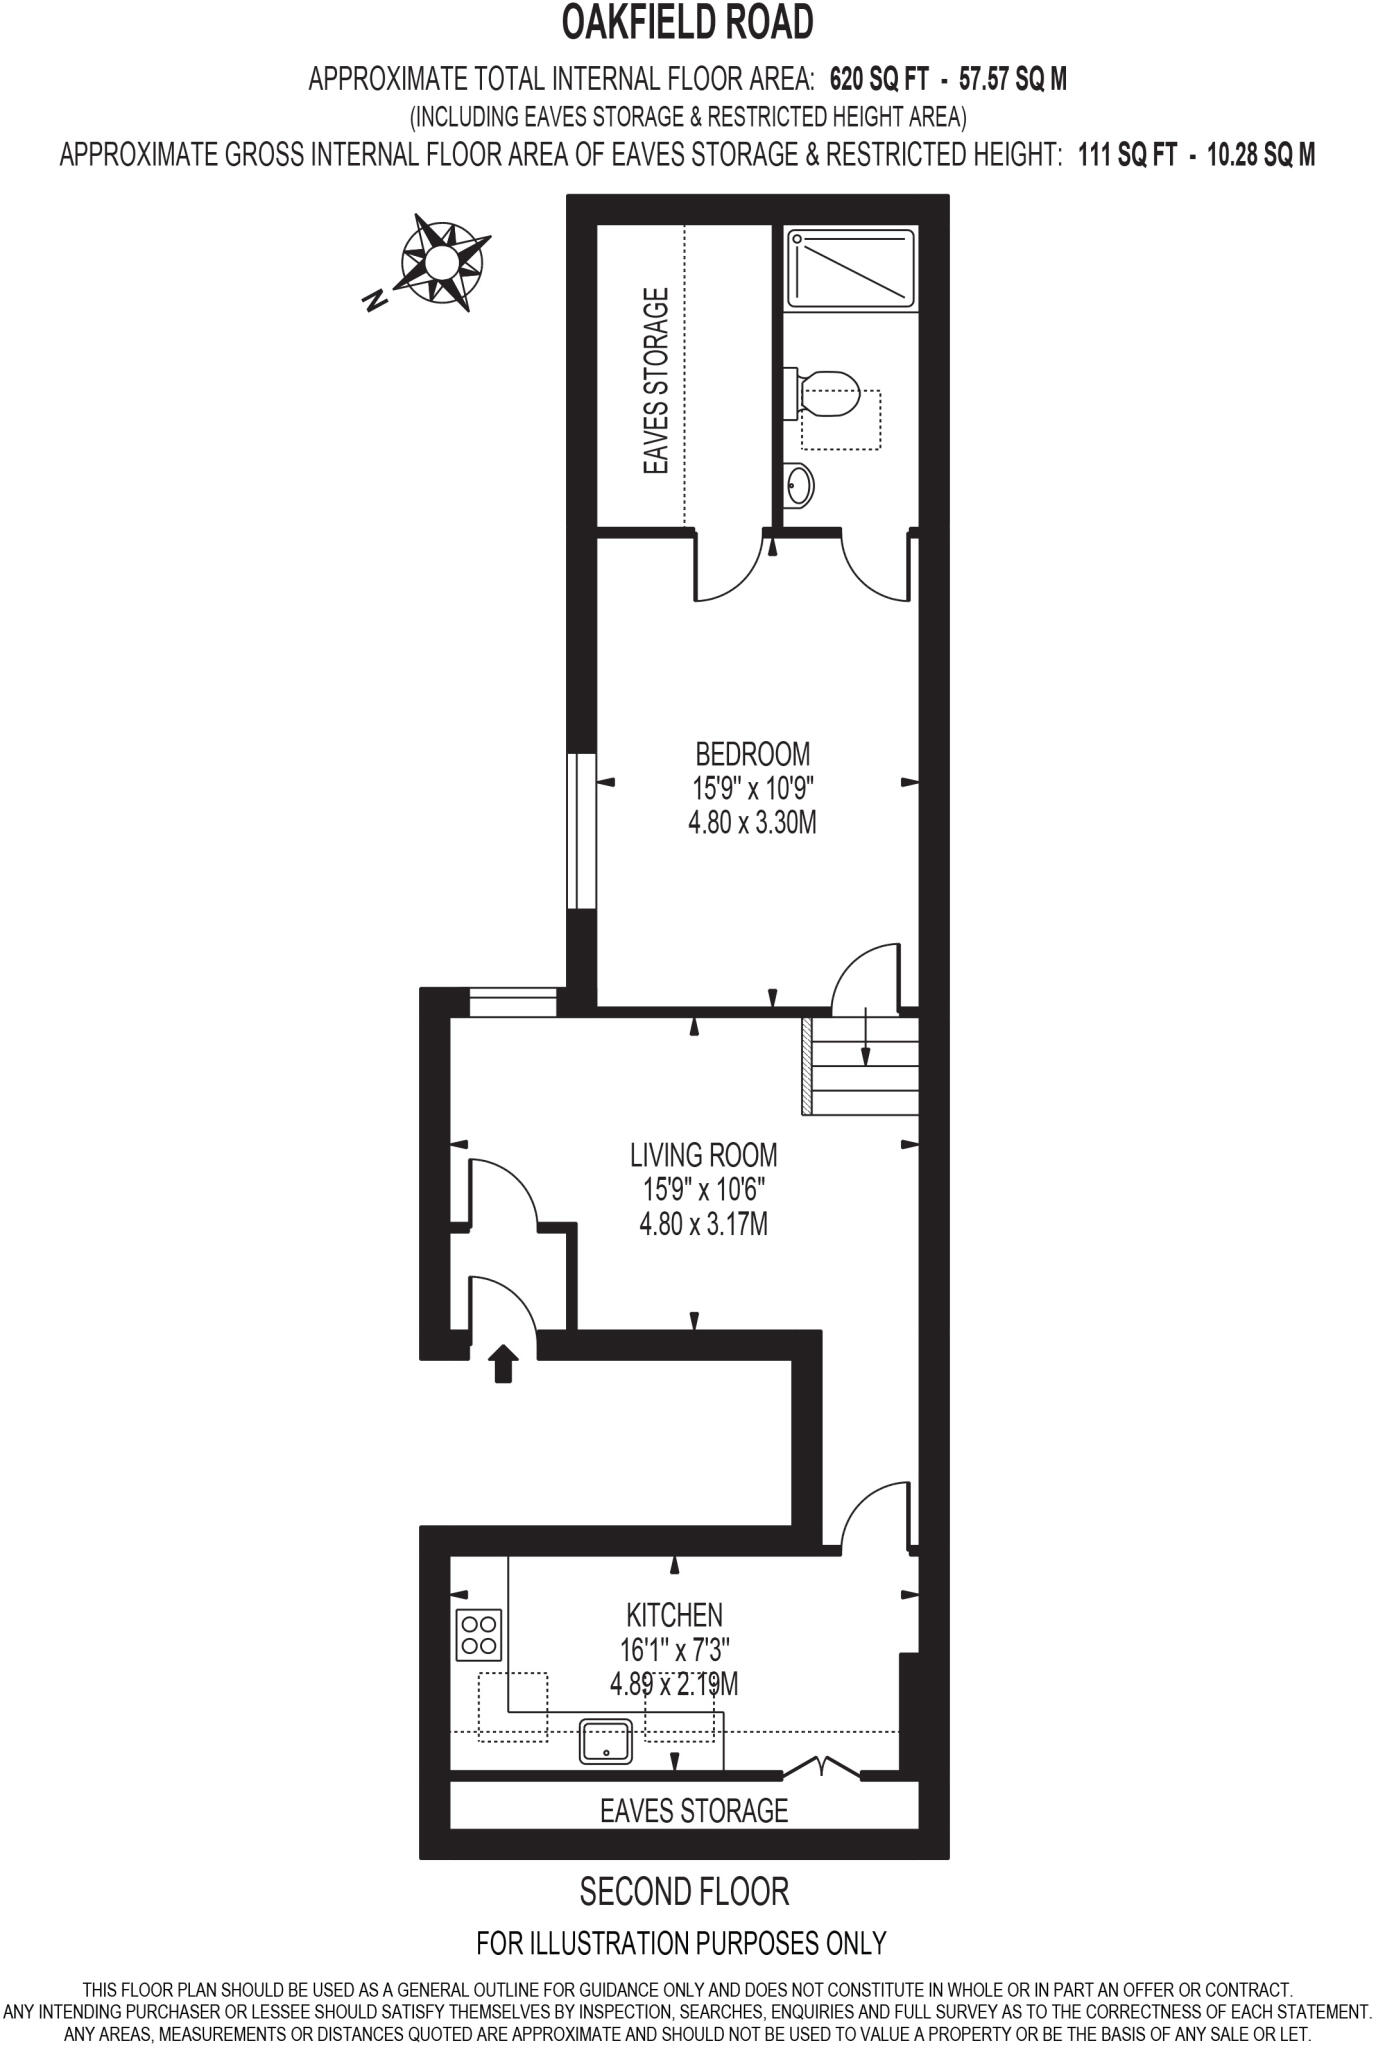 OAKFIELD ROAD
APPROXIMATE TOTAL INTERNAL FLOOR AREA: 620 SQ FT - 57.57 SQ M
(INCLUDING EAVES STORAGE & RESTRICTED HEIGHT AREA)
APPROXIMATE GROSS INTERNAL FLOOR AREA OF EAVES STORAGE & RESTRICTED HEIGHT: 111 SQ FT - 10.28 SQ M
N
EAVES STORAGE
BEDROOM
15'9" x 10'9"
4.80 x 3.30M
LIVING ROOM
15'9" x 10'6"
4.80 x 3.17M
KITCHEN
16'1" x 7'3"
4.89 x 2.19M
EAVES STORAGE
SECOND FLOOR
FOR ILLUSTRATION PURPOSES ONLY
THIS FLOOR PLAN SHOULD BE USED AS A GENERAL OUTLINE FOR GUIDANCE ONLY AND DOES NOT CONSTITUTE IN WHOLE OR IN PART AN OFFER OR CONTRACT.
ANY INTENDING PURCHASER OR LESSEE SHOULD SATISFY THEMSELVES BY INSPECTION, SEARCHES, ENQUIRIES AND FULL SURVEY AS TO THE CORRECTNESS OF EACH STATEMENT.
ANY AREAS, MEASUREMENTS OR DISTANCES QUOTED ARE APPROXIMATE AND SHOULD NOT BE USED TO VALUE A PROPERTY OR BE THE BASIS OF ANY SALE OR LET.